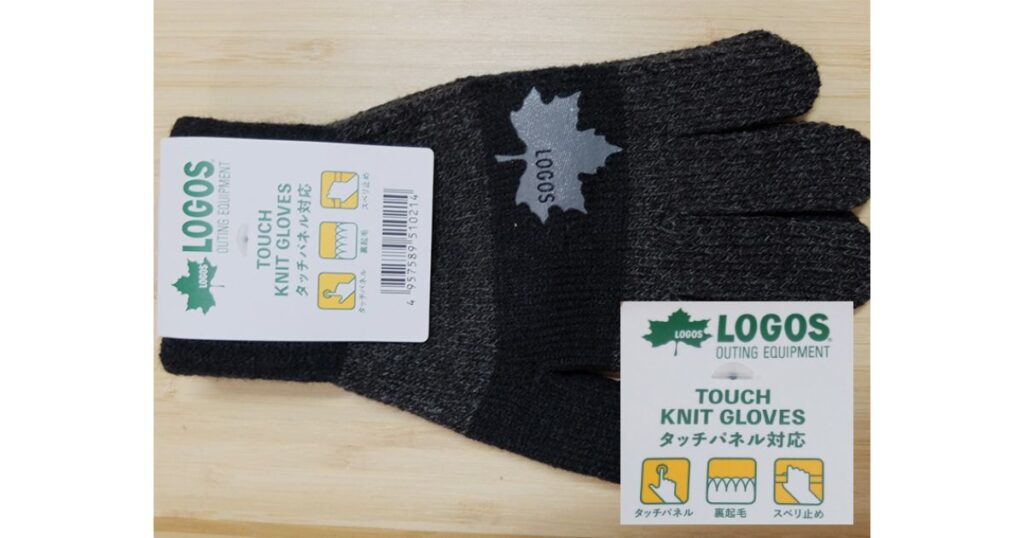 LOGOS
LOGOS
OUTING EQUIPMENT
TOUCH
KNIT GLOVES
タッチパネル対応
タッチパネル
裏起毛
スベリ止め
4 957589 510214
LOGOS
LOGOS
LOGOS
OUTING EQUIPMENT
TOUCH
KNIT GLOVES
タッチパネル対応
タッチパネル
裏起毛
スベリ止め